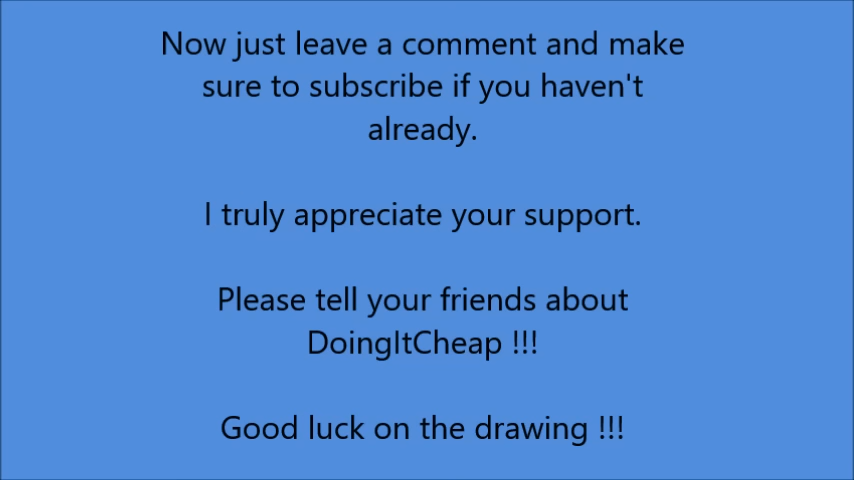 Now just leave a comment and make
sure to subscribe if you haven't
already.
I truly appreciate your support.
Please tell your friends about
DoingItCheap !!!
Good luck on the drawing !!!